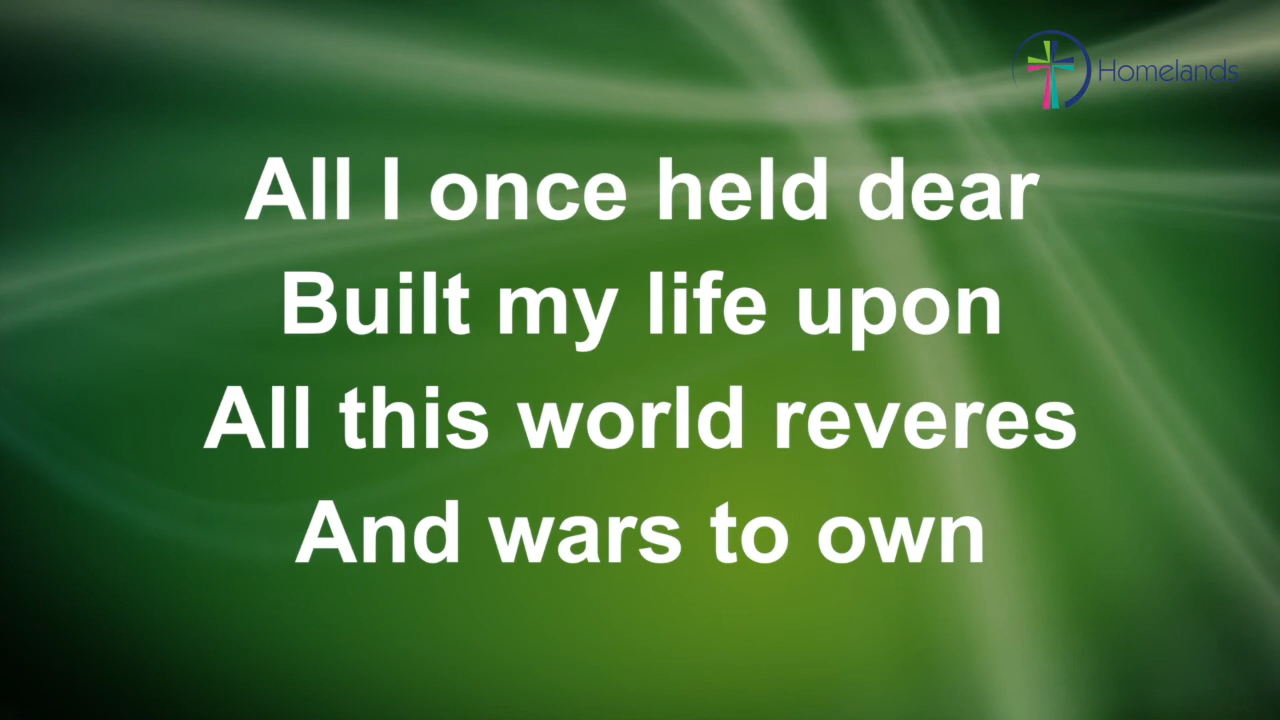 Homelands
All I once held dear
Built my life upon
All this world reveres
And wars to own